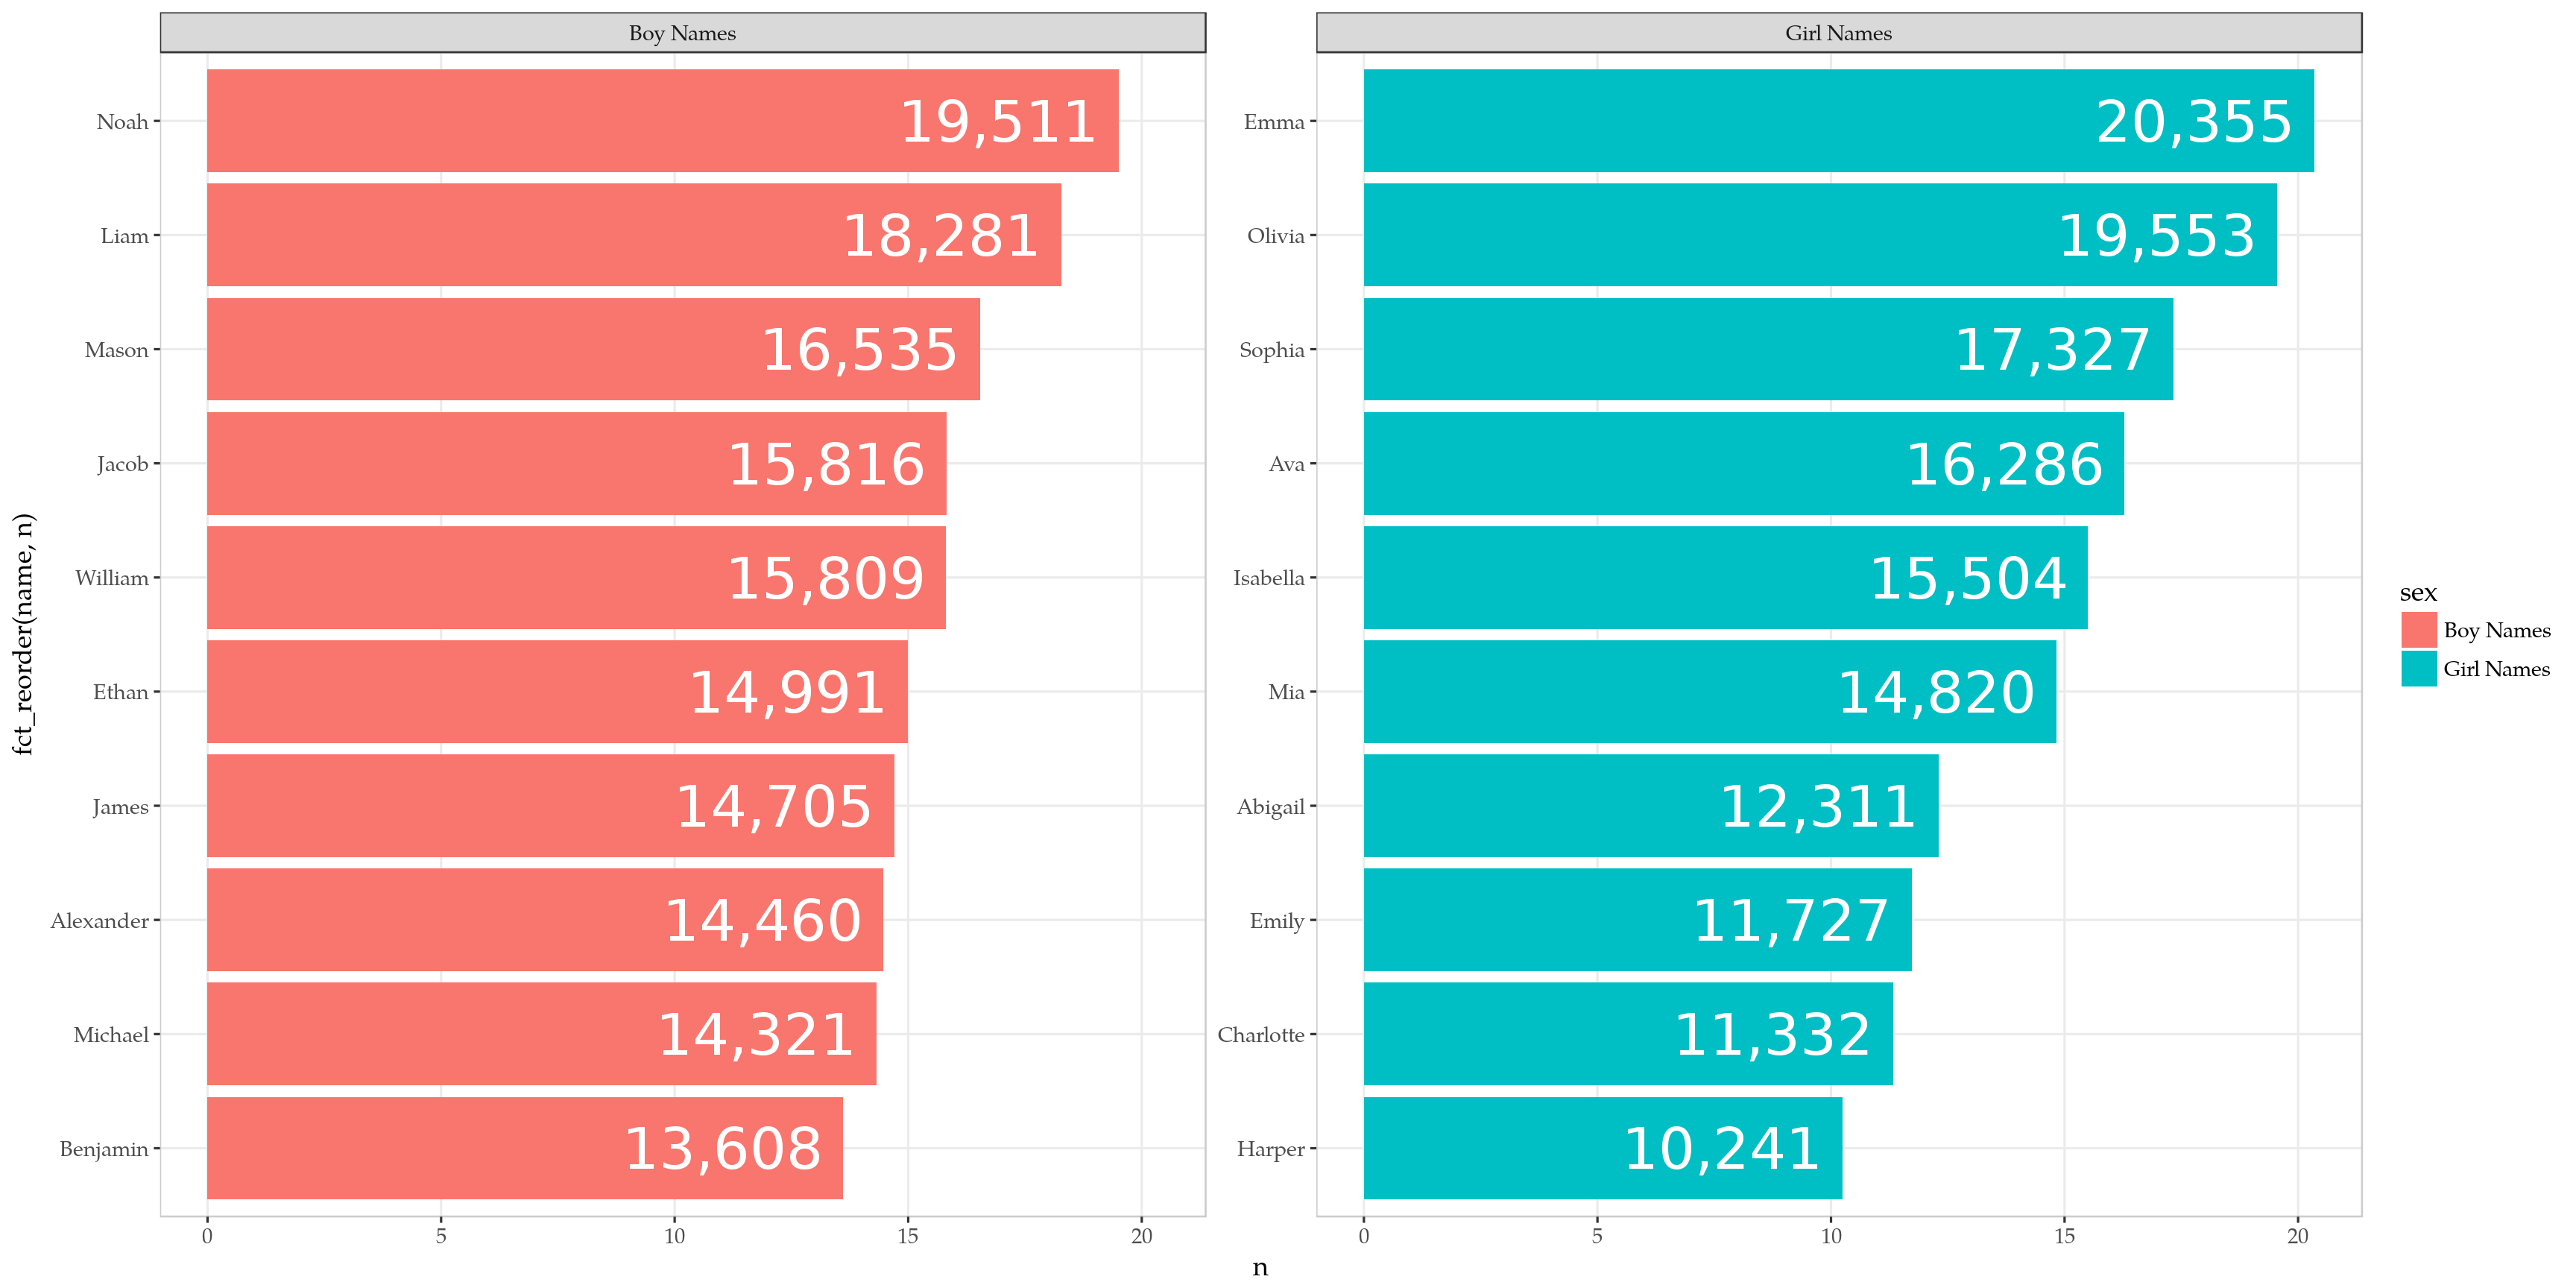 Boy Names
Girl Names
fct_reorder(name, n)
Noah 19,511
Liam 18,281
Mason 16,535
Jacob 15,816
William 15,809
Ethan 14,991
James 14,705
Alexander 14,460
Michael 14,321
Benjamin 13,608
0 5 10 15 20
Emma 20,355
Olivia 19,553
Sophia 17,327
Ava 16,286
Isabella 15,504
Mia 14,820
Abigail 12,311
Emily 11,727
Charlotte 11,332
Harper 10,241
0 5 10 15 20
n
sex
Boy Names
Girl Names